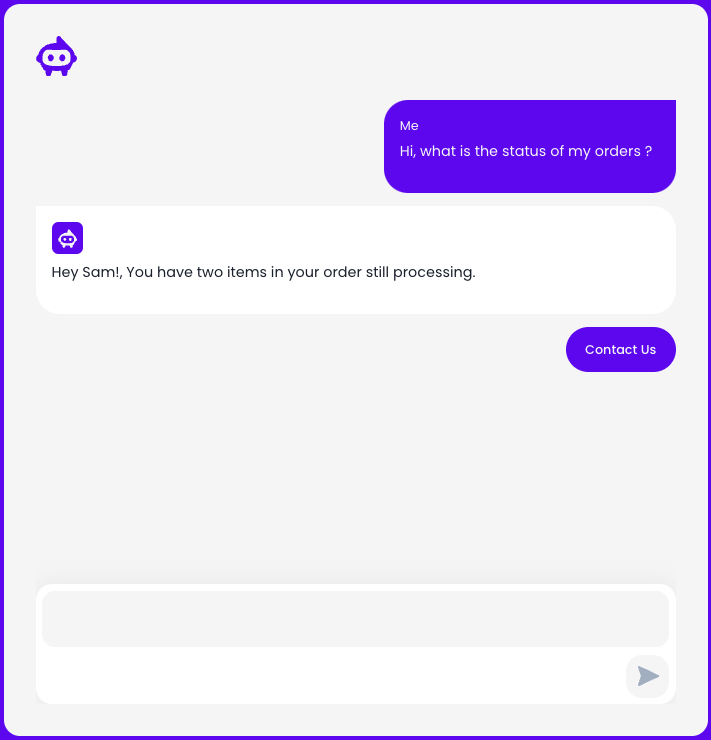 Me
Hi, what is the status of my orders ?
Hey Sam!, You have two items in your order still processing.
Contact Us